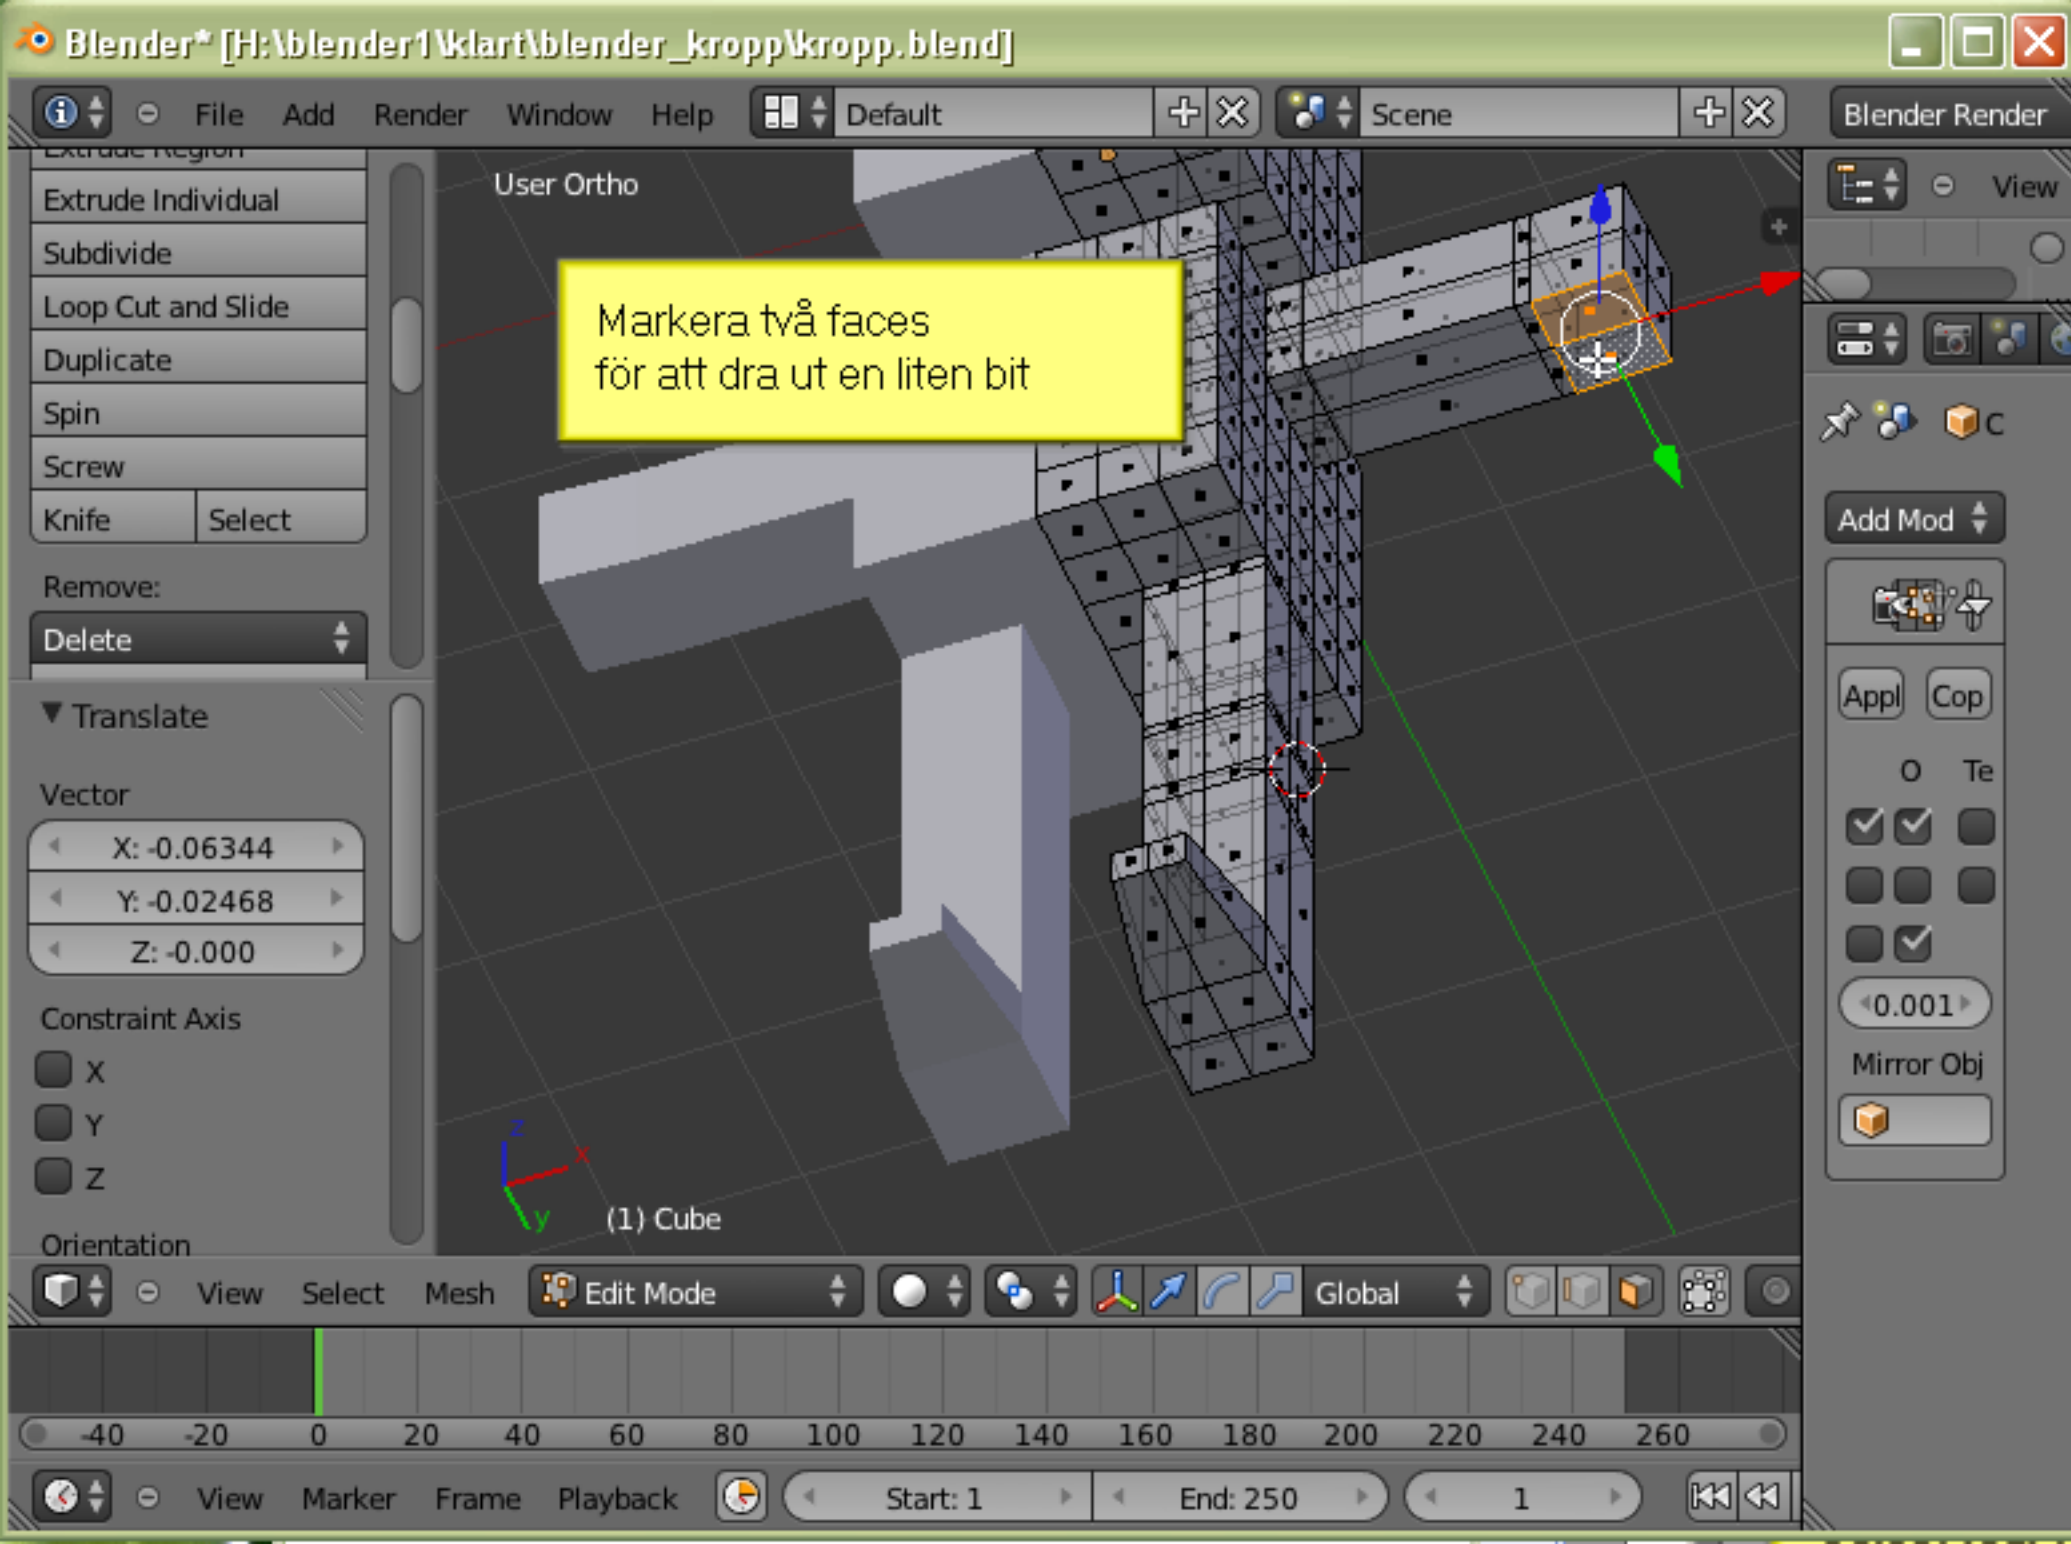 Blender* [H:\blender1\klart\blender_kropp\kropp.blend]
File Add Render Window Help Default Scene Blender Render
Extrude Region
Extrude Individual
Subdivide
Loop Cut and Slide
Duplicate
Spin
Screw
Knife Select
Remove:
Delete
Translate
Vector
X: -0.06344
Y: -0.02468
Z: -0.000
Constraint Axis
X
Y
Z
Orientation
User Ortho
Markera två faces
för att dra ut en liten bit
z
x
y
(1) Cube
View
C
Add Mod
Appl Cop
O Te
0.001
Mirror Obj
View Select Mesh Edit Mode Global
-40 -20 0 20 40 60 80 100 120 140 160 180 200 220 240 260
View Marker Frame Playback Start: 1 End: 250 1